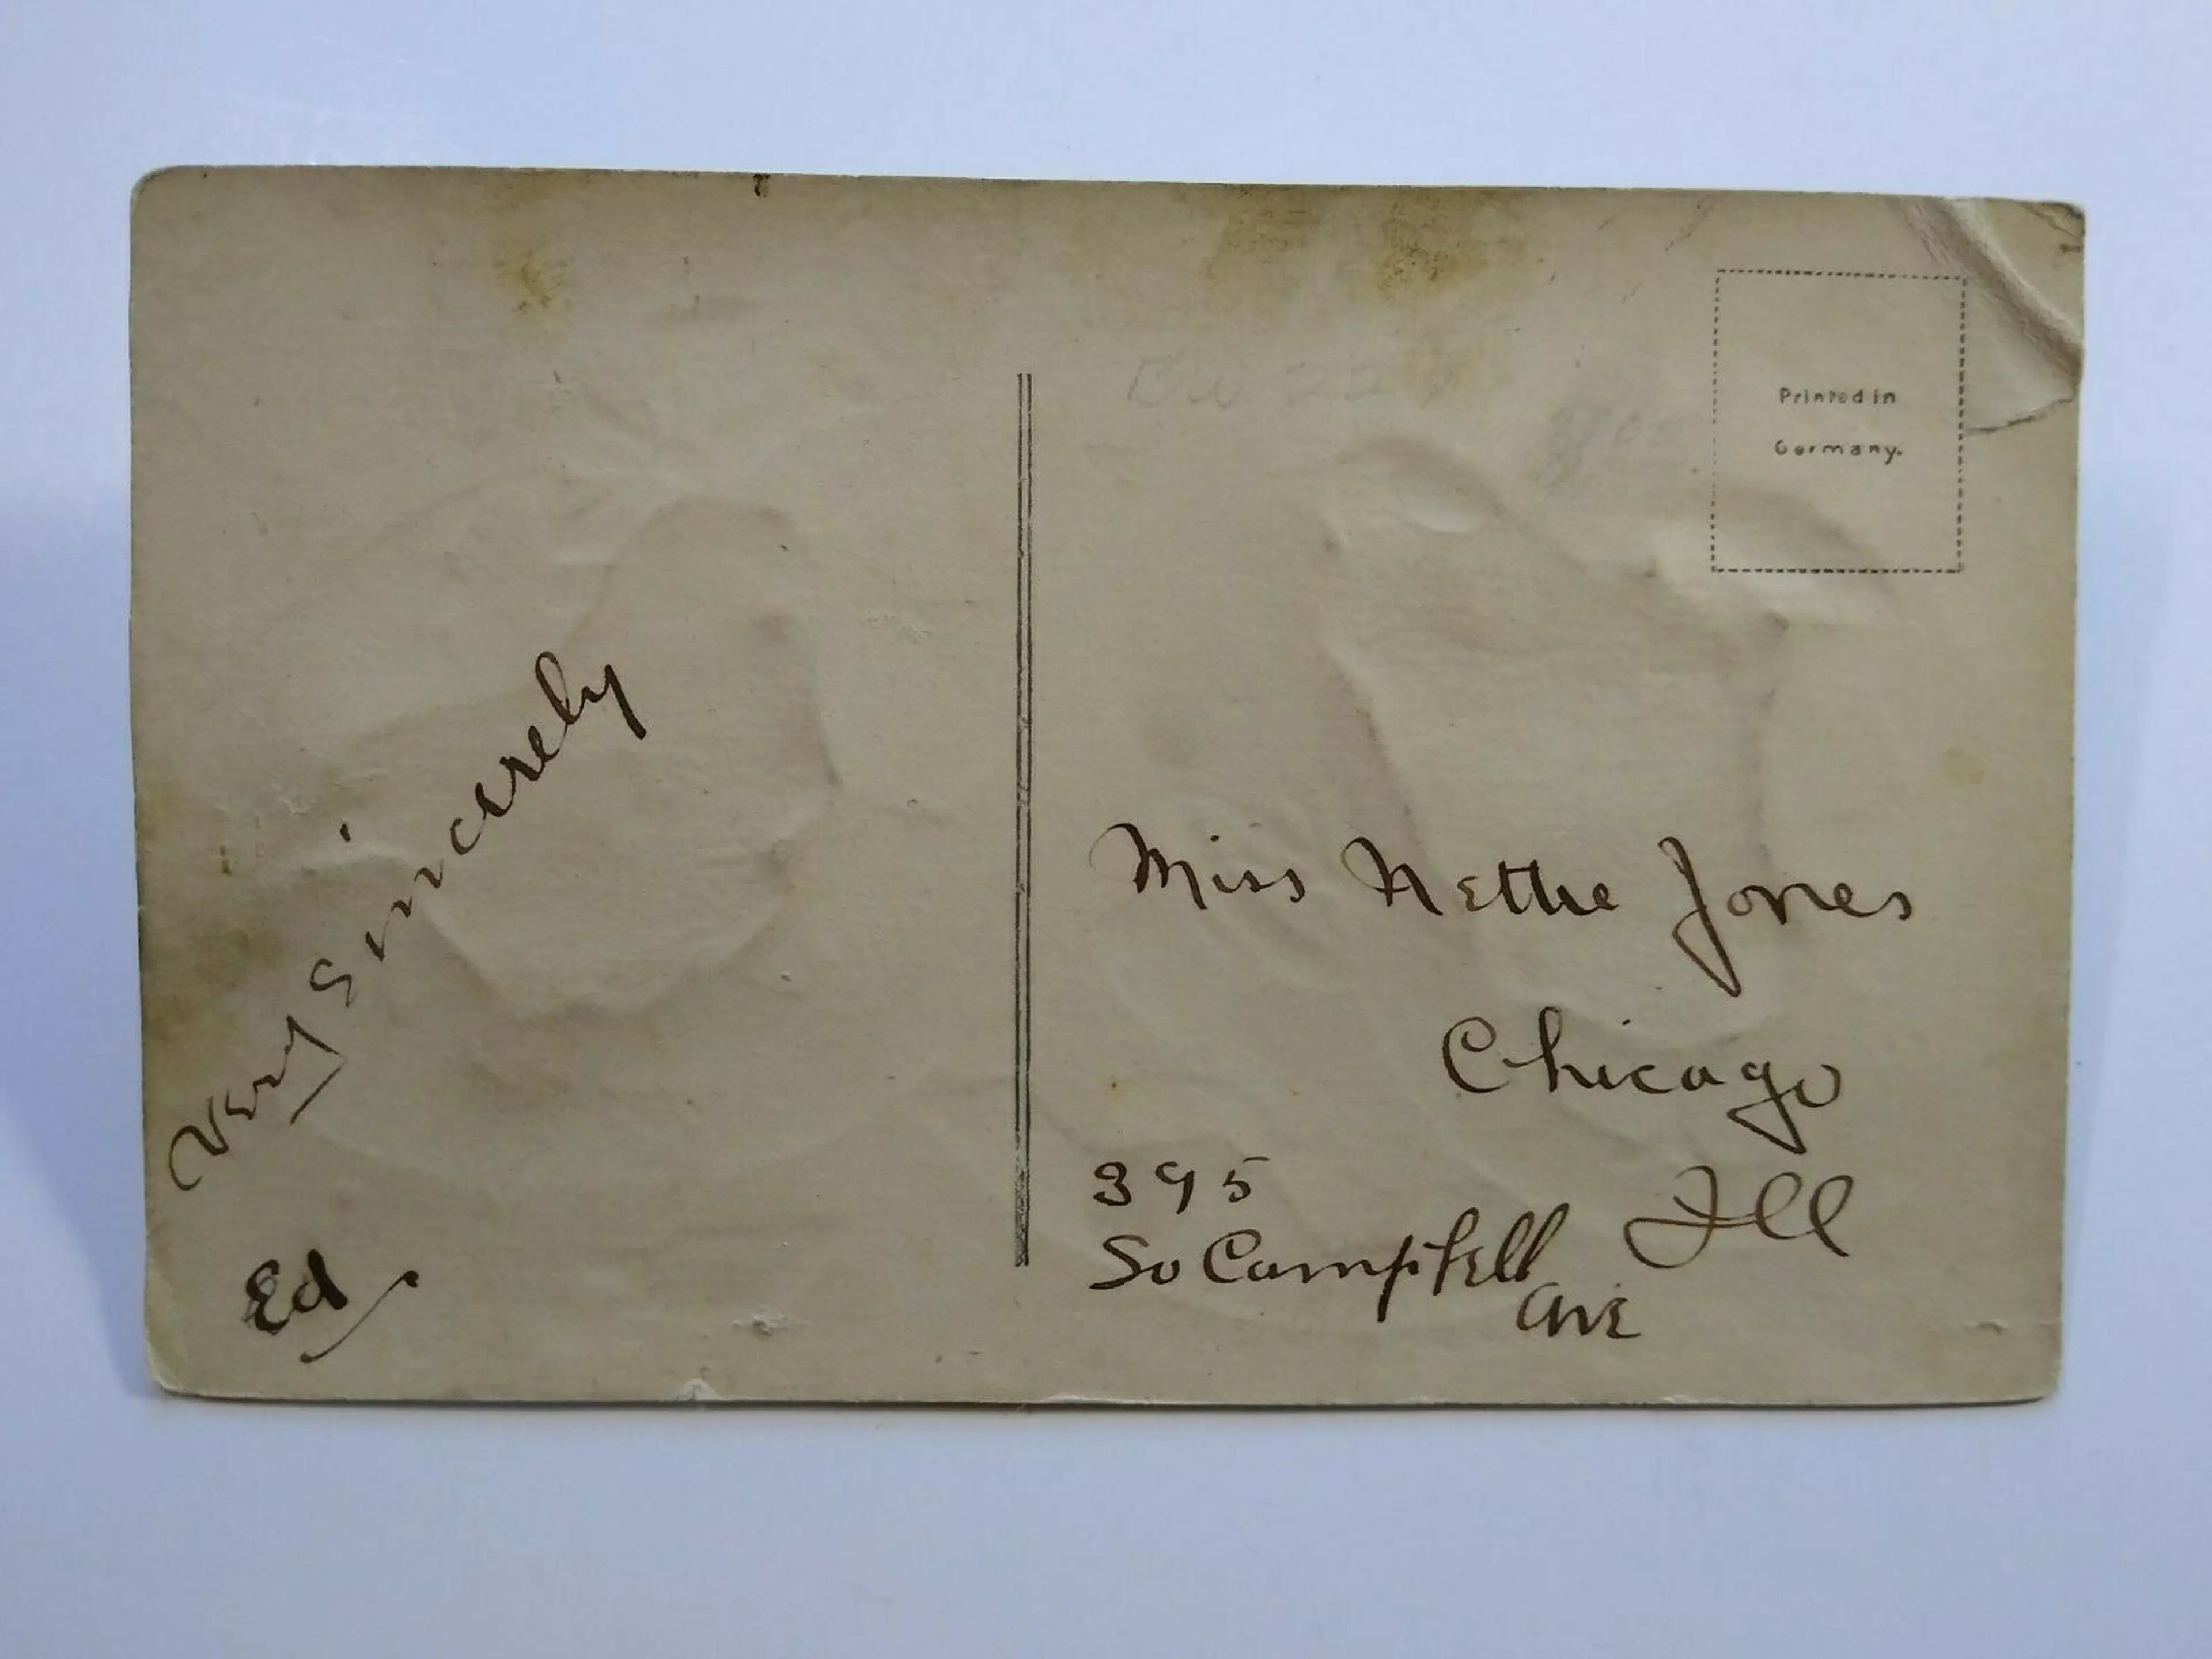 Very Sincerely
Ed
Printed in
Germany.
Miss Nettie Jones
Chicago
Ill
395
So Campbell
Ave